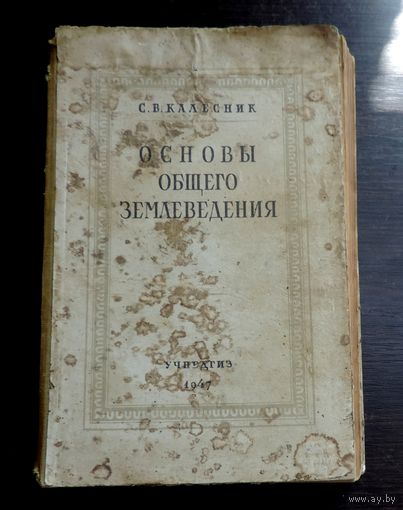 С.В.КАЛЕСНИК
ОСНОВЫ
ОБЩЕГО
ЗЕМЛЕВЕДЕНИЯ
УЧПЕДГИЗ
1947
www.ay.by